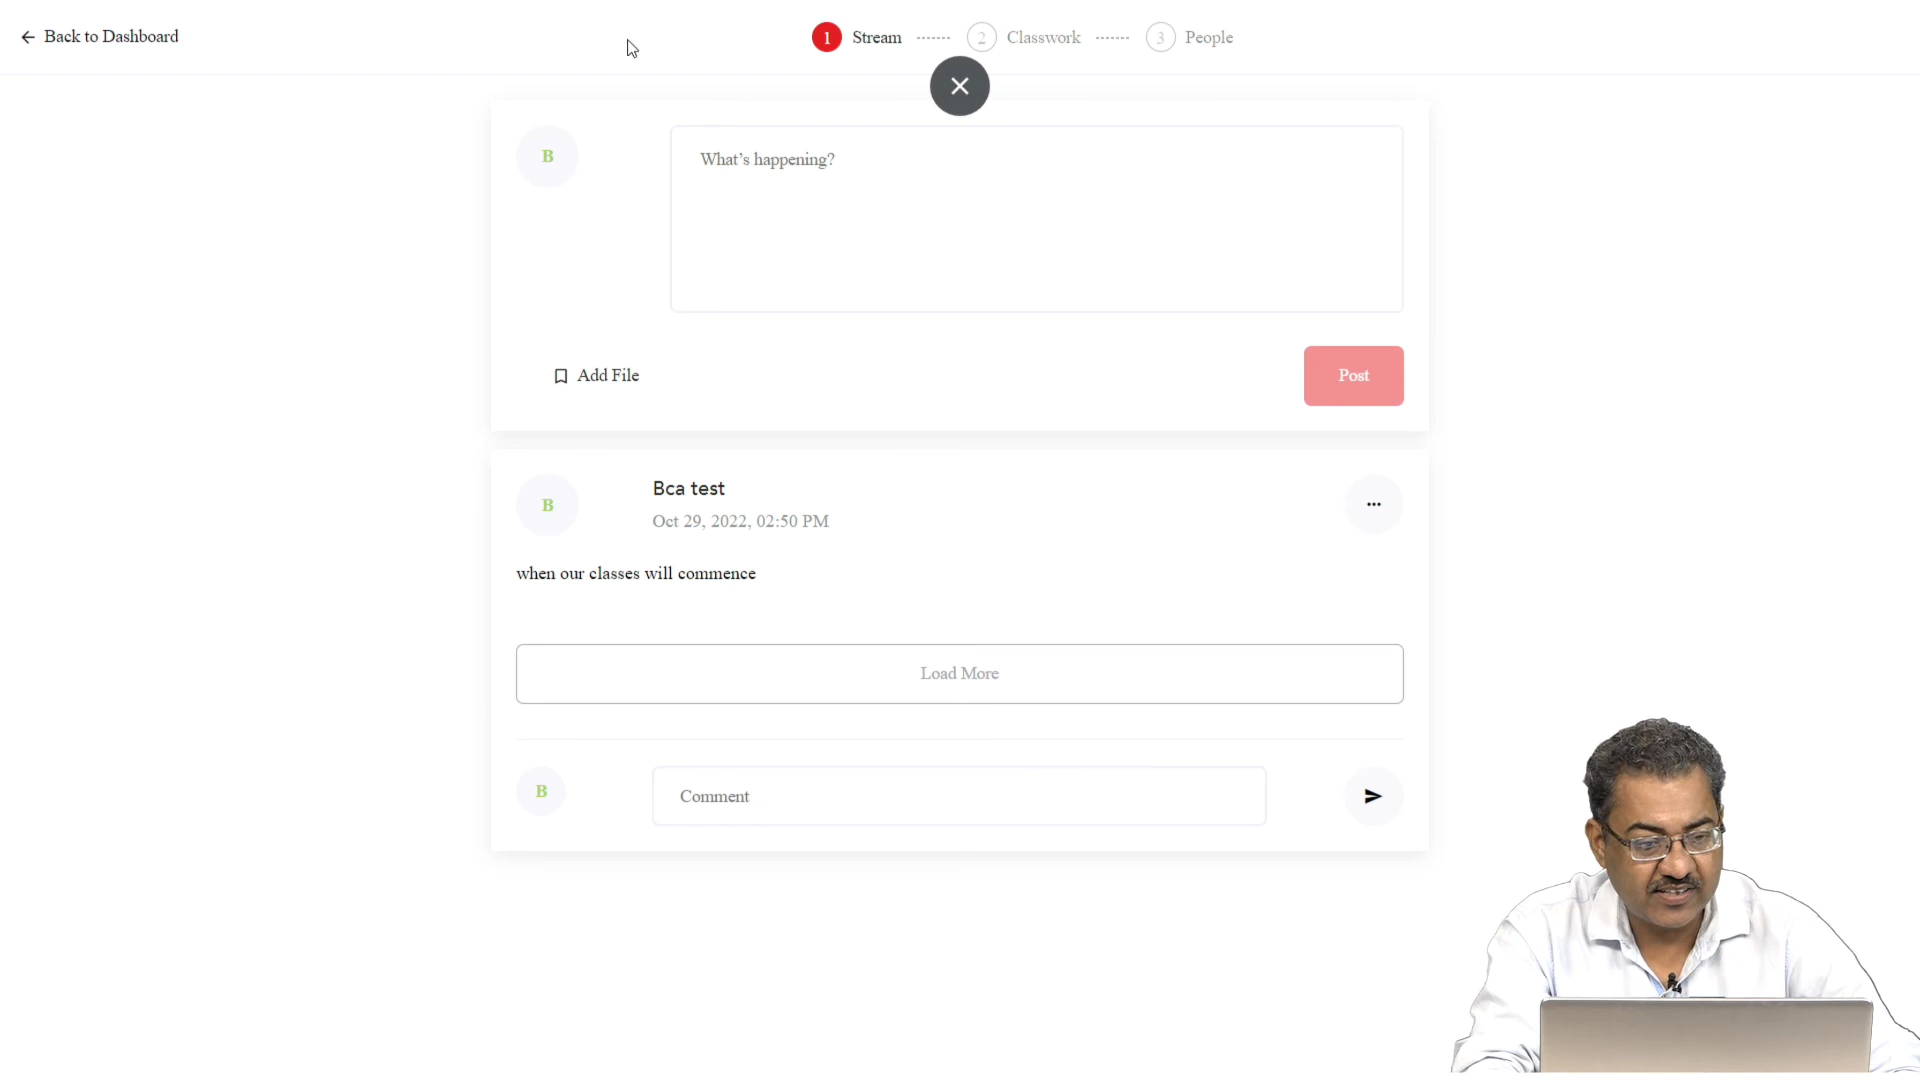 Back to Dashboard
1 Stream 2 Classwork 3 People
B
What's happening?
Add File
Post
B
Bca test
Oct 29, 2022, 02:50 PM
when our classes will commence
Load More
B
Comment